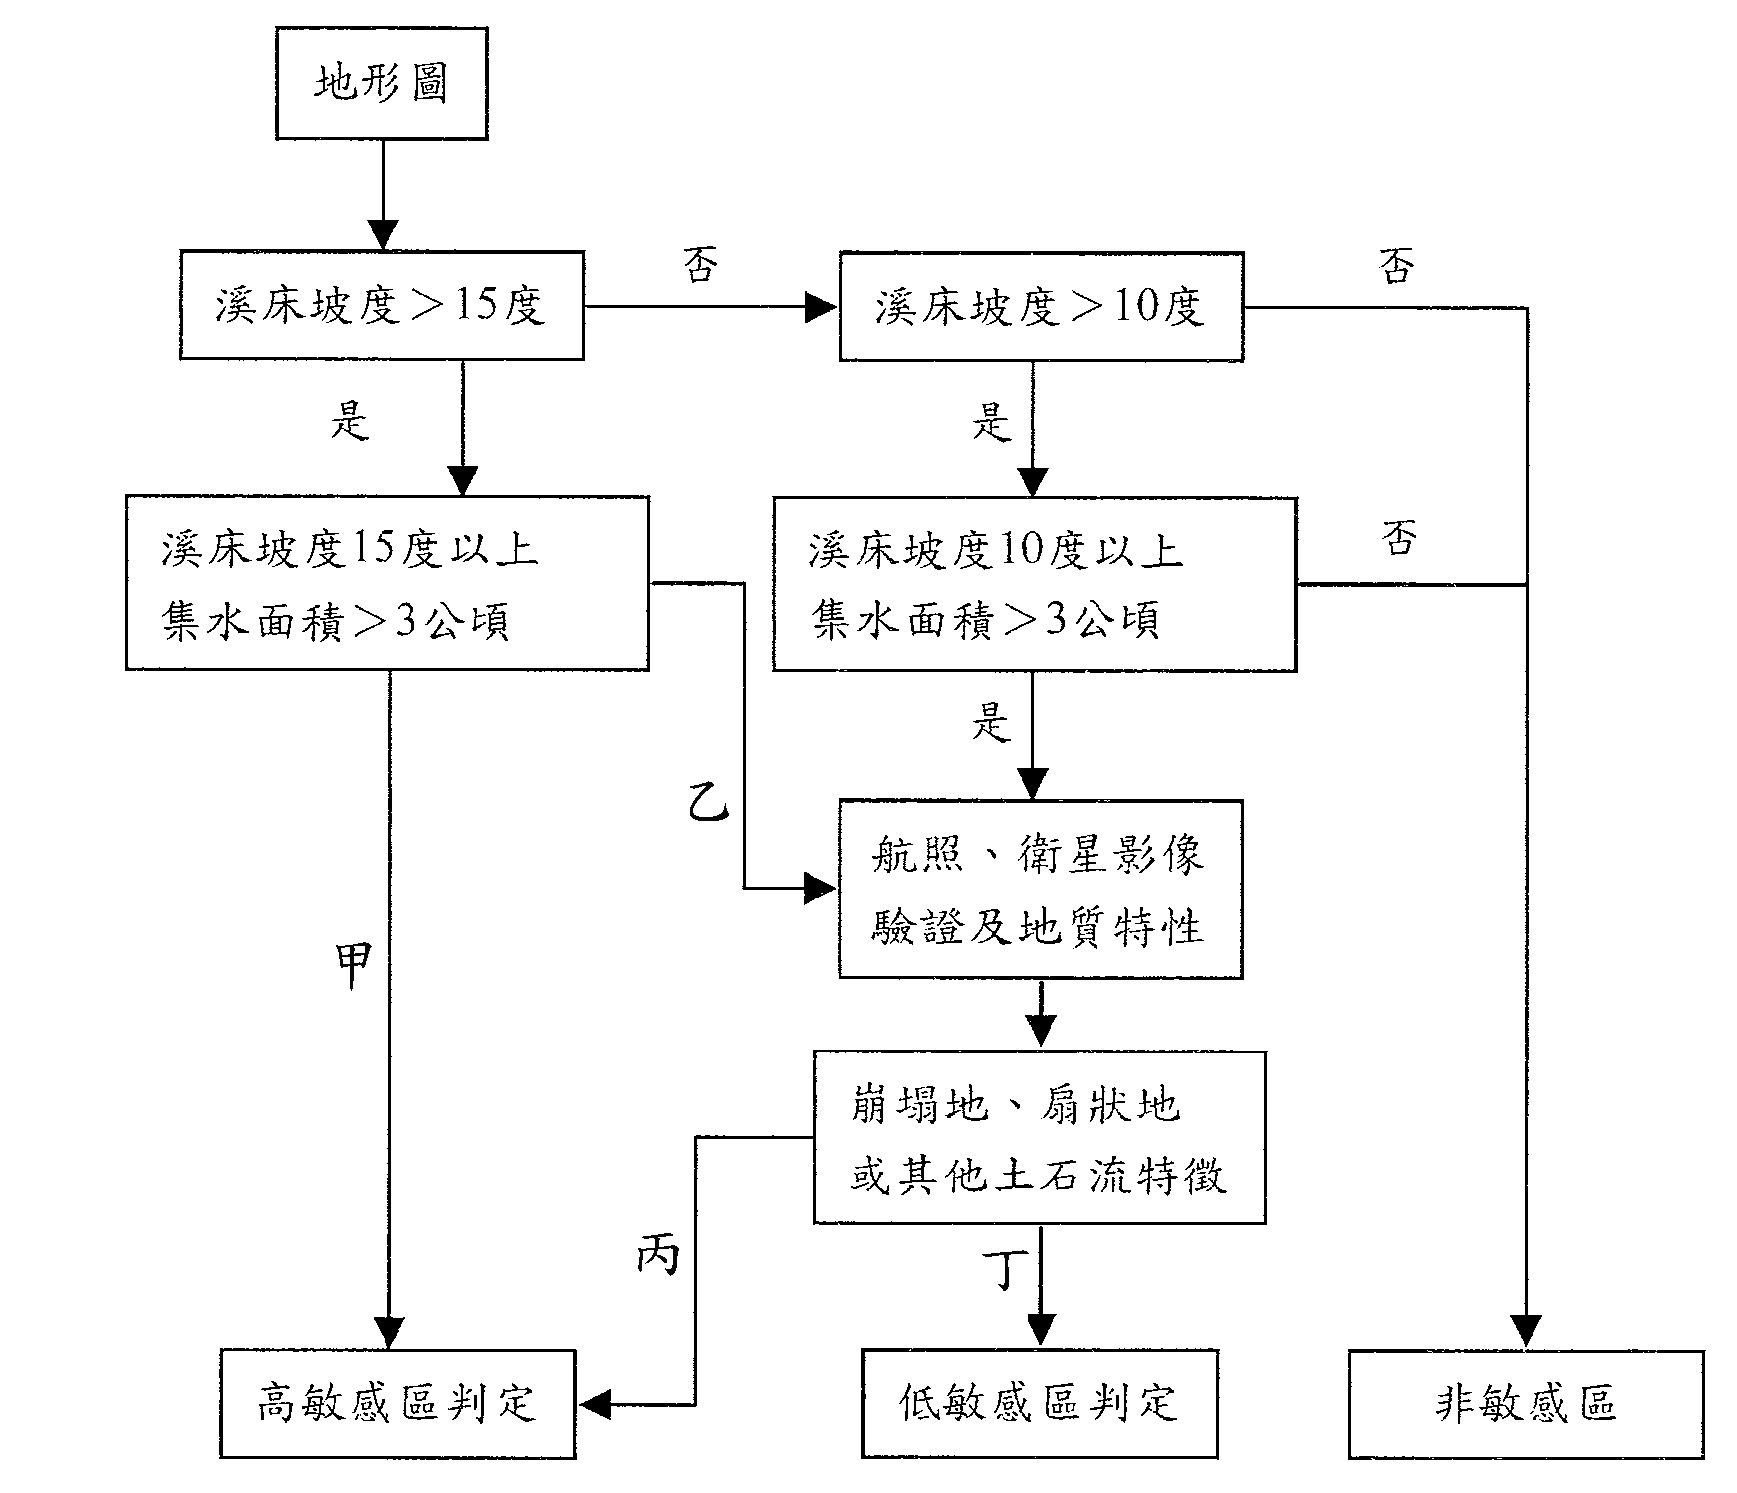 地形圖
溪床坡度＞15度
否
溪床坡度＞10度
否
是
是
溪床坡度15度以上
集水面積＞3公頃
溪床坡度10度以上
集水面積＞3公頃
否
是
乙
航照、衛星影像
驗證及地質特性
甲
崩塌地、扇狀地
或其他土石流特徵
丙
丁
高敏感區判定
低敏感區判定
非敏感區